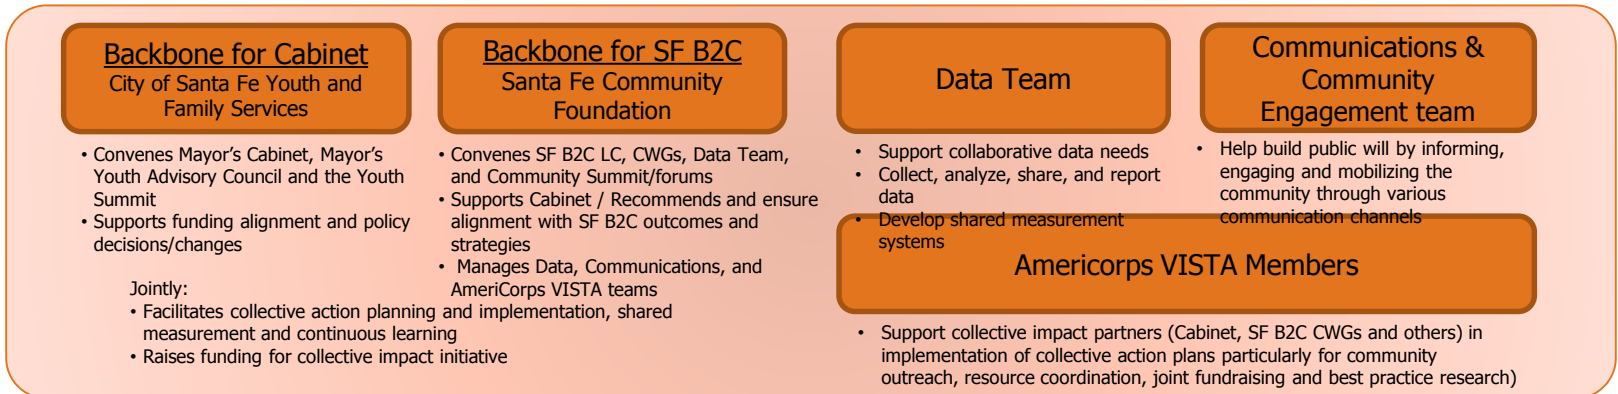 Backbone for Cabinet
City of Santa Fe Youth and
Family Services
• Convenes Mayor's Cabinet, Mayor's
Youth Advisory Council and the Youth
Summit
• Supports funding alignment and policy
decisions/changes
Backbone for SF B2C
Santa Fe Community
Foundation
• Convenes SF B2C LC, CWGs, Data Team,
and Community Summit/forums
• Supports Cabinet / Recommends and ensure
alignment with SF B2C outcomes and
strategies
• Manages Data, Communications, and
AmeriCorps VISTA teams
Jointly:
• Facilitates collective action planning and implementation, shared
measurement and continuous learning
• Raises funding for collective impact initiative
Data Team
• Support collaborative data needs
• Collect, analyze, share, and report
data
• Develop shared measurement
systems
Communications &
Community
Engagement team
• Help build public will by informing,
engaging and mobilizing the
community through various
communication channels
Americorps VISTA Members
• Support collective impact partners (Cabinet, SF B2C CWGs and others) in
implementation of collective action plans particularly for community
outreach, resource coordination, joint fundraising and best practice research)